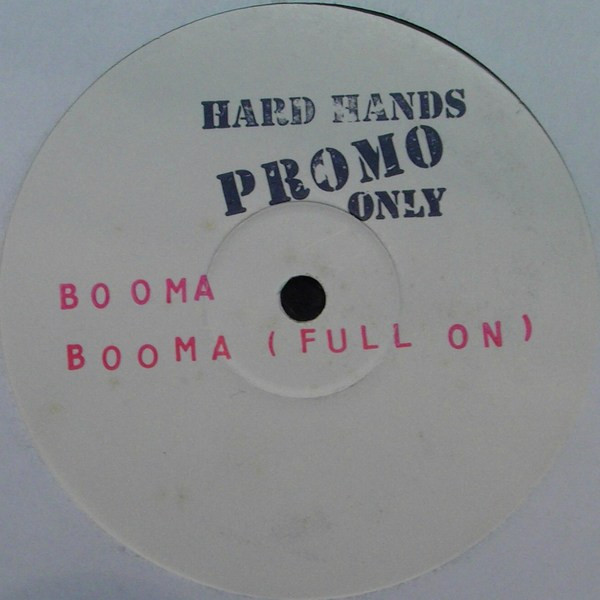 HARD HANDS
PROMO
ONLY
BOOMA
BOOMA (FULL ON)